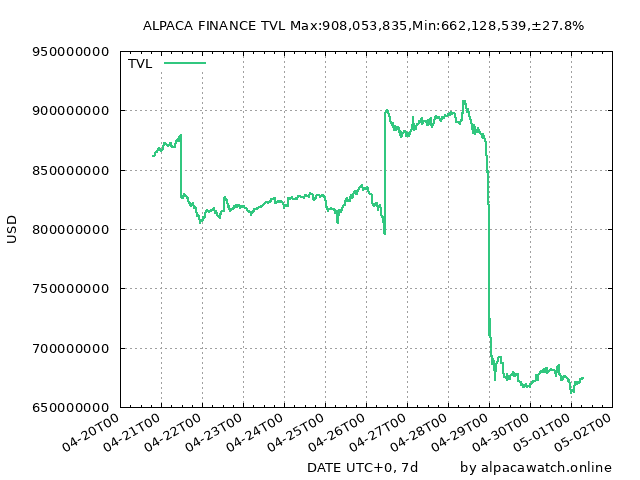 ALPACA FINANCE TVL Max:908,053,835,Min:662,128,539,±27.8%
TVL
950000000
900000000
850000000
800000000
750000000
700000000
650000000
USD
04-20T00
04-21T00
04-22T00
04-23T00
04-24T00
04-25T00
04-26T00
04-27T00
04-28T00
04-29T00
04-30T00
05-01T00
05-02T00
DATE UTC+0, 7d
by alpacawatch.online